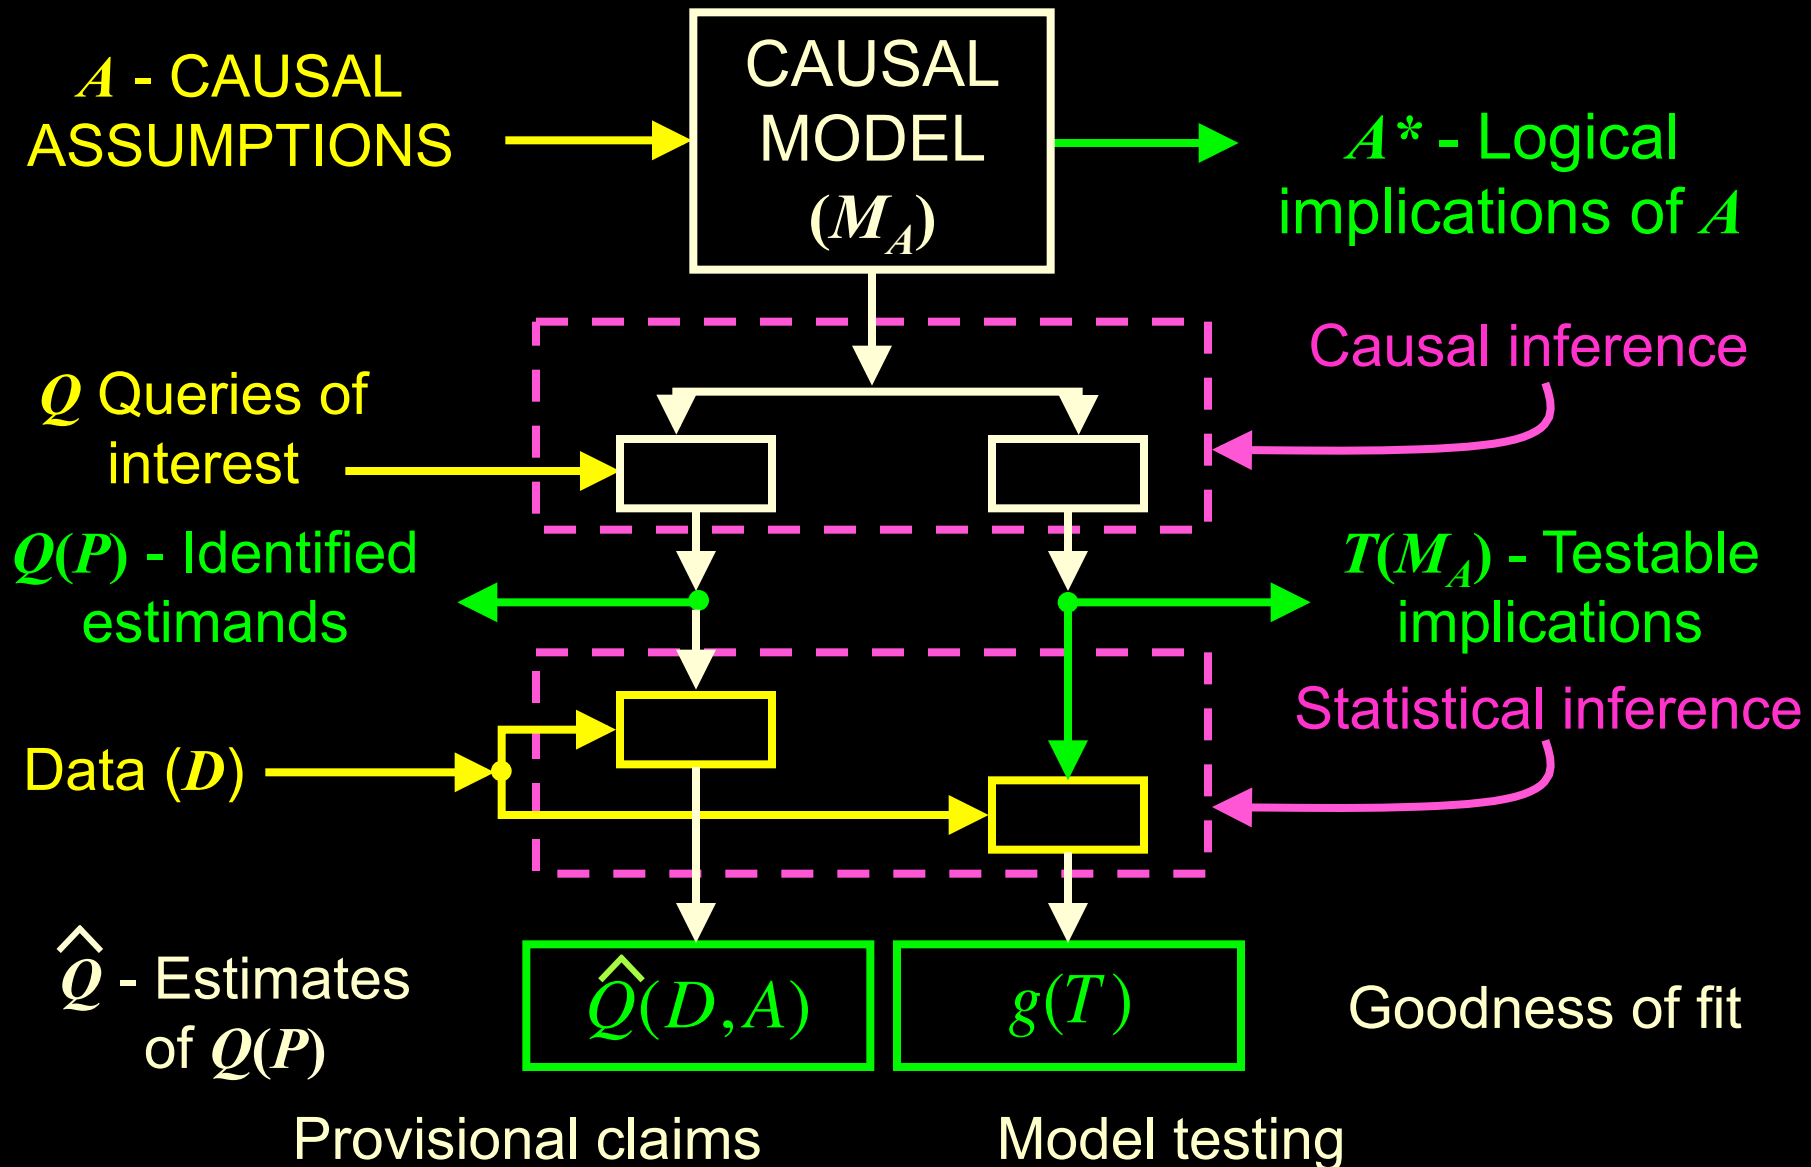 A - CAUSAL
ASSUMPTIONS
CAUSAL
MODEL
(M_A)
A* - Logical
implications of A
Causal inference
Q Queries of
interest
Q(P) - Identified
estimands
T(M_A) - Testable
implications
Statistical inference
Data (D)
Q̂ - Estimates
of Q(P)
Q̂(D, A)
g(T)
Goodness of fit
Provisional claims
Model testing